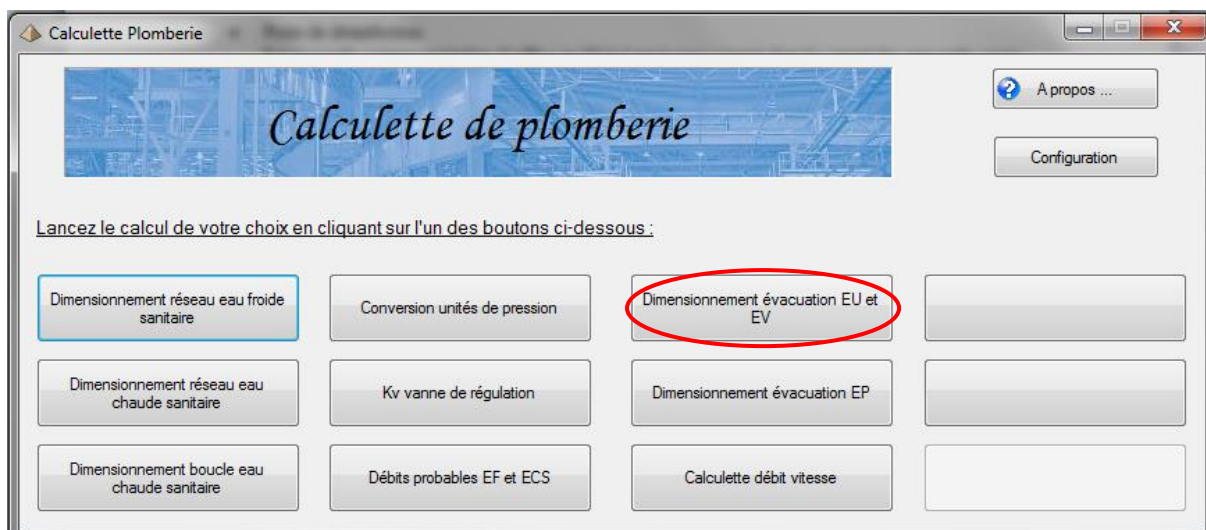 Calculette Plomberie
Calculette de plomberie
A propos ...
Configuration
Lancez le calcul de votre choix en cliquant sur l'un des boutons ci-dessous :
Dimensionnement réseau eau froide
sanitaire
Conversion unités de pression
Dimensionnement évacuation EU et
EV
Dimensionnement réseau eau
chaude sanitaire
Kv vanne de régulation
Dimensionnement évacuation EP
Dimensionnement boucle eau
chaude sanitaire
Débits probables EF et ECS
Calculette débit vitesse